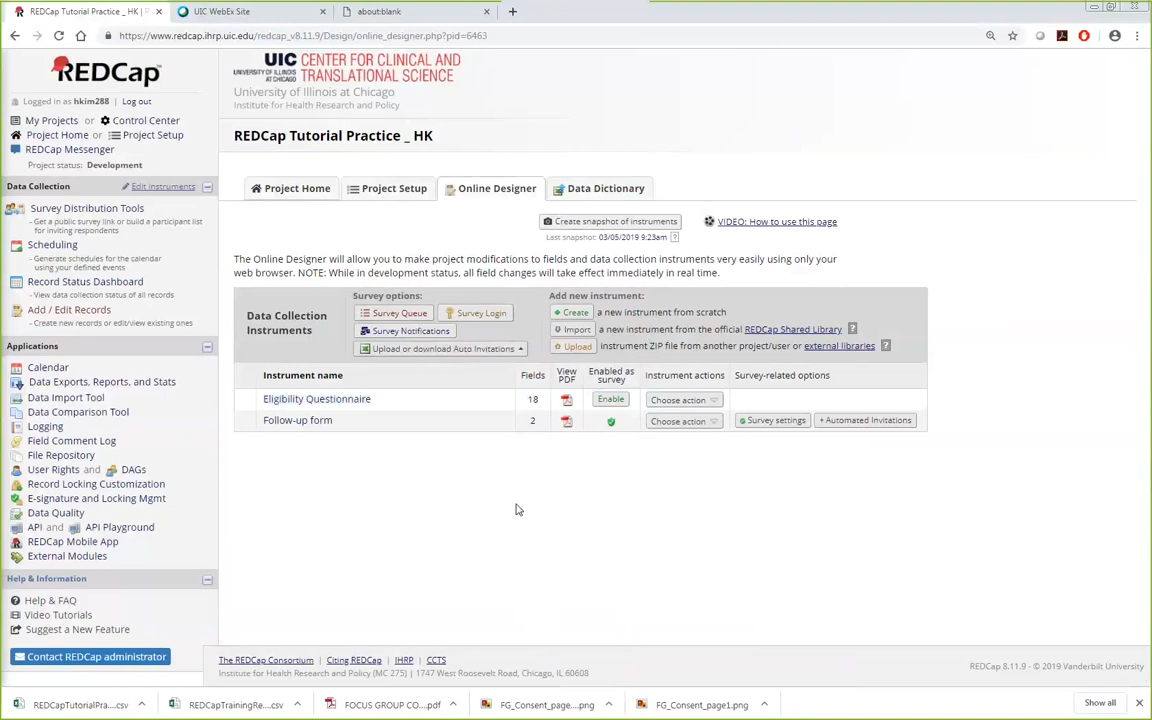 REDCap Tutorial Practice _ HK | R
UIC WebEx Site
about:blank
https://www.redcap.ihrp.uic.edu/redcap_v8.11.9/Design/online_designer.php?pid=6463
REDCap
Logged in as hkim288 | Log out
My Projects or Control Center
Project Home or Project Setup
REDCap Messenger
Project status: Development
Data Collection Edit instruments
Survey Distribution Tools
- Get a public survey link or build a participant list
for inviting respondents
Scheduling
- Generate schedules for the calendar
using your defined events
Record Status Dashboard
- View data collection status of all records
Add / Edit Records
- Create new records or edit/view existing ones
Applications
Calendar
Data Exports, Reports, and Stats
Data Import Tool
Data Comparison Tool
Logging
Field Comment Log
File Repository
User Rights and DAGs
Record Locking Customization
E-signature and Locking Mgmt
Data Quality
API and API Playground
REDCap Mobile App
External Modules
Help & Information
Help & FAQ
Video Tutorials
Suggest a New Feature
Contact REDCap administrator
UIC CENTER FOR CLINICAL AND
UNIVERSITY OF ILLINOIS
AT CHICAGO TRANSLATIONAL SCIENCE
University of Illinois at Chicago
Institute for Health Research and Policy
REDCap Tutorial Practice _ HK
Project Home
Project Setup
Online Designer
Data Dictionary
Create snapshot of instruments
VIDEO: How to use this page
Last snapshot: 03/05/2019 9:23am ?
The Online Designer will allow you to make project modifications to fields and data collection instruments very easily using only your
web browser. NOTE: While in development status, all field changes will take effect immediately in real time.
Data Collection
Instruments
Survey options:
Survey Queue
Survey Login
Survey Notifications
Upload or download Auto Invitations
Add new instrument:
Create a new instrument from scratch
Import a new instrument from the official REDCap Shared Library ?
Upload instrument ZIP file from another project/user or external libraries ?
Instrument name Fields View PDF Enabled as survey Instrument actions Survey-related options
Eligibility Questionnaire 18 Enable Choose action
Follow-up form 2 Choose action Survey settings + Automated Invitations
The REDCap Consortium | Citing REDCap | IHRP | CCTS
Institute for Health Research and Policy (MC 275) | 1747 West Roosevelt Road, Chicago, IL 60608
REDCap 8.11.9 - © 2019 Vanderbilt University
REDCapTutorialPra....csv
REDCapTrainingRe....csv
FOCUS GROUP CO....pdf
FG_Consent_page....png
FG_Consent_page1.png
Show all